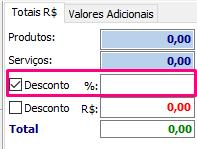 Totais R$ Valores Adicionais
Produtos: 0,00
Serviços: 0,00
Desconto %:
Desconto R$: 0,00
Total 0,00